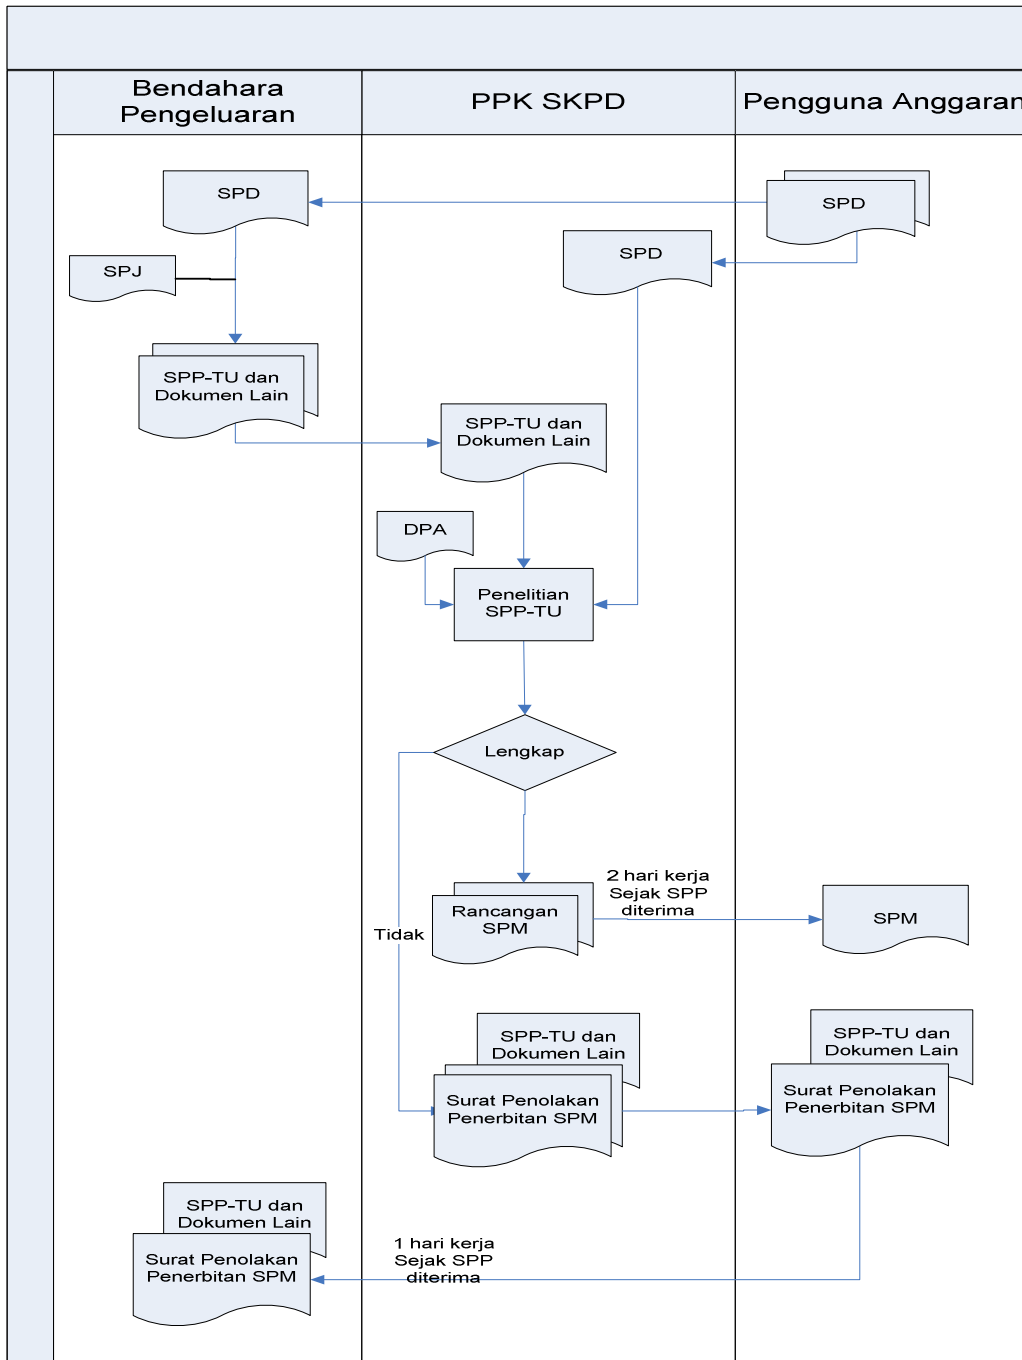 Bendahara
Pengeluaran
PPK SKPD
Pengguna Anggaran
SPD
SPD
SPD
SPJ
SPP-TU dan
Dokumen Lain
SPP-TU dan
Dokumen Lain
DPA
Penelitian
SPP-TU
Lengkap
2 hari kerja
Sejak SPP
diterima
Rancangan
SPM
SPM
Tidak
SPP-TU dan
Dokumen Lain
Surat Penolakan
Penerbitan SPM
SPP-TU dan
Dokumen Lain
Surat Penolakan
Penerbitan SPM
SPP-TU dan
Dokumen Lain
Surat Penolakan
Penerbitan SPM
1 hari kerja
Sejak SPP
diterima